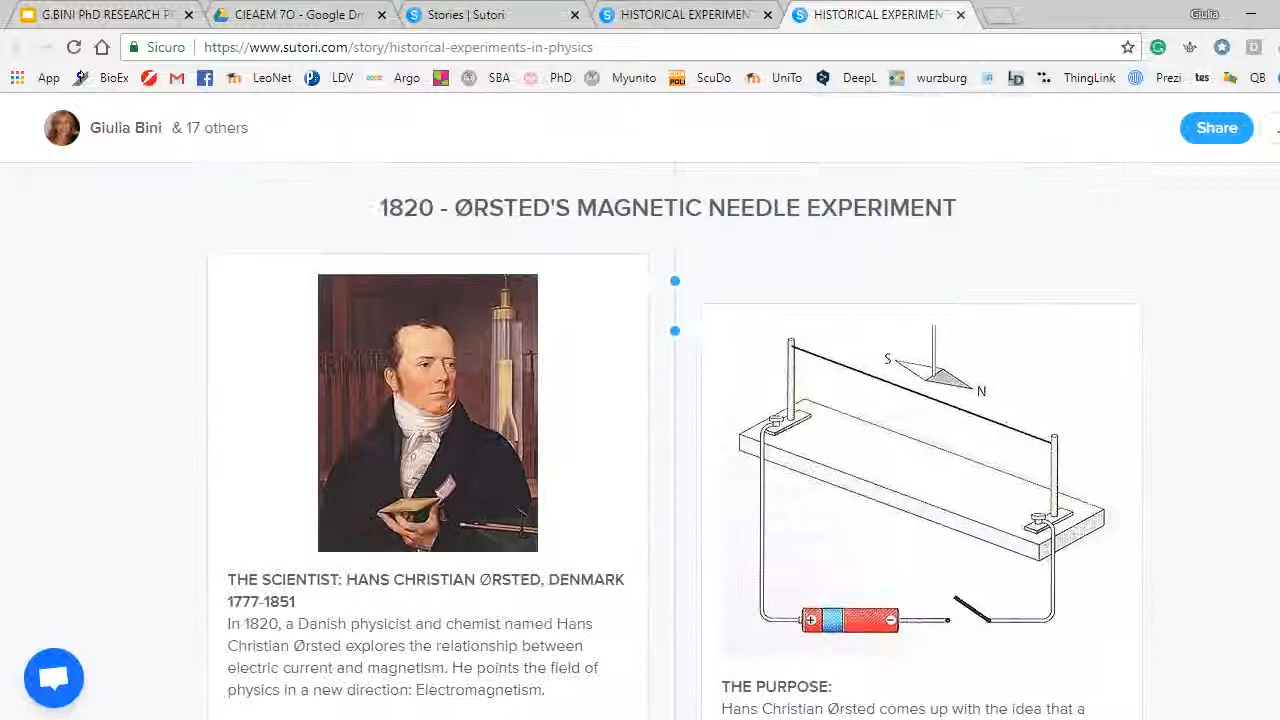 G.BINI PhD RESEARCH P
CIEAEM 70 - Google Dri
Stories | Sutori
HISTORICAL EXPERIMEN
HISTORICAL EXPERIMEN
Giulia
Sicuro
https://www.sutori.com/story/historical-experiments-in-physics
App BioEx LeoNet LDV Argo SBA PhD Myunito ScuDo UniTo DeepL wurzburg ThingLink Prezi tes QB
Giulia Bini & 17 others
Share
1820 - ØRSTED'S MAGNETIC NEEDLE EXPERIMENT
S
N
+
−
THE SCIENTIST: HANS CHRISTIAN ØRSTED, DENMARK
1777-1851
In 1820, a Danish physicist and chemist named Hans
Christian Ørsted explores the relationship between
electric current and magnetism. He points the field of
physics in a new direction: Electromagnetism.
THE PURPOSE:
Hans Christian Ørsted comes up with the idea that a